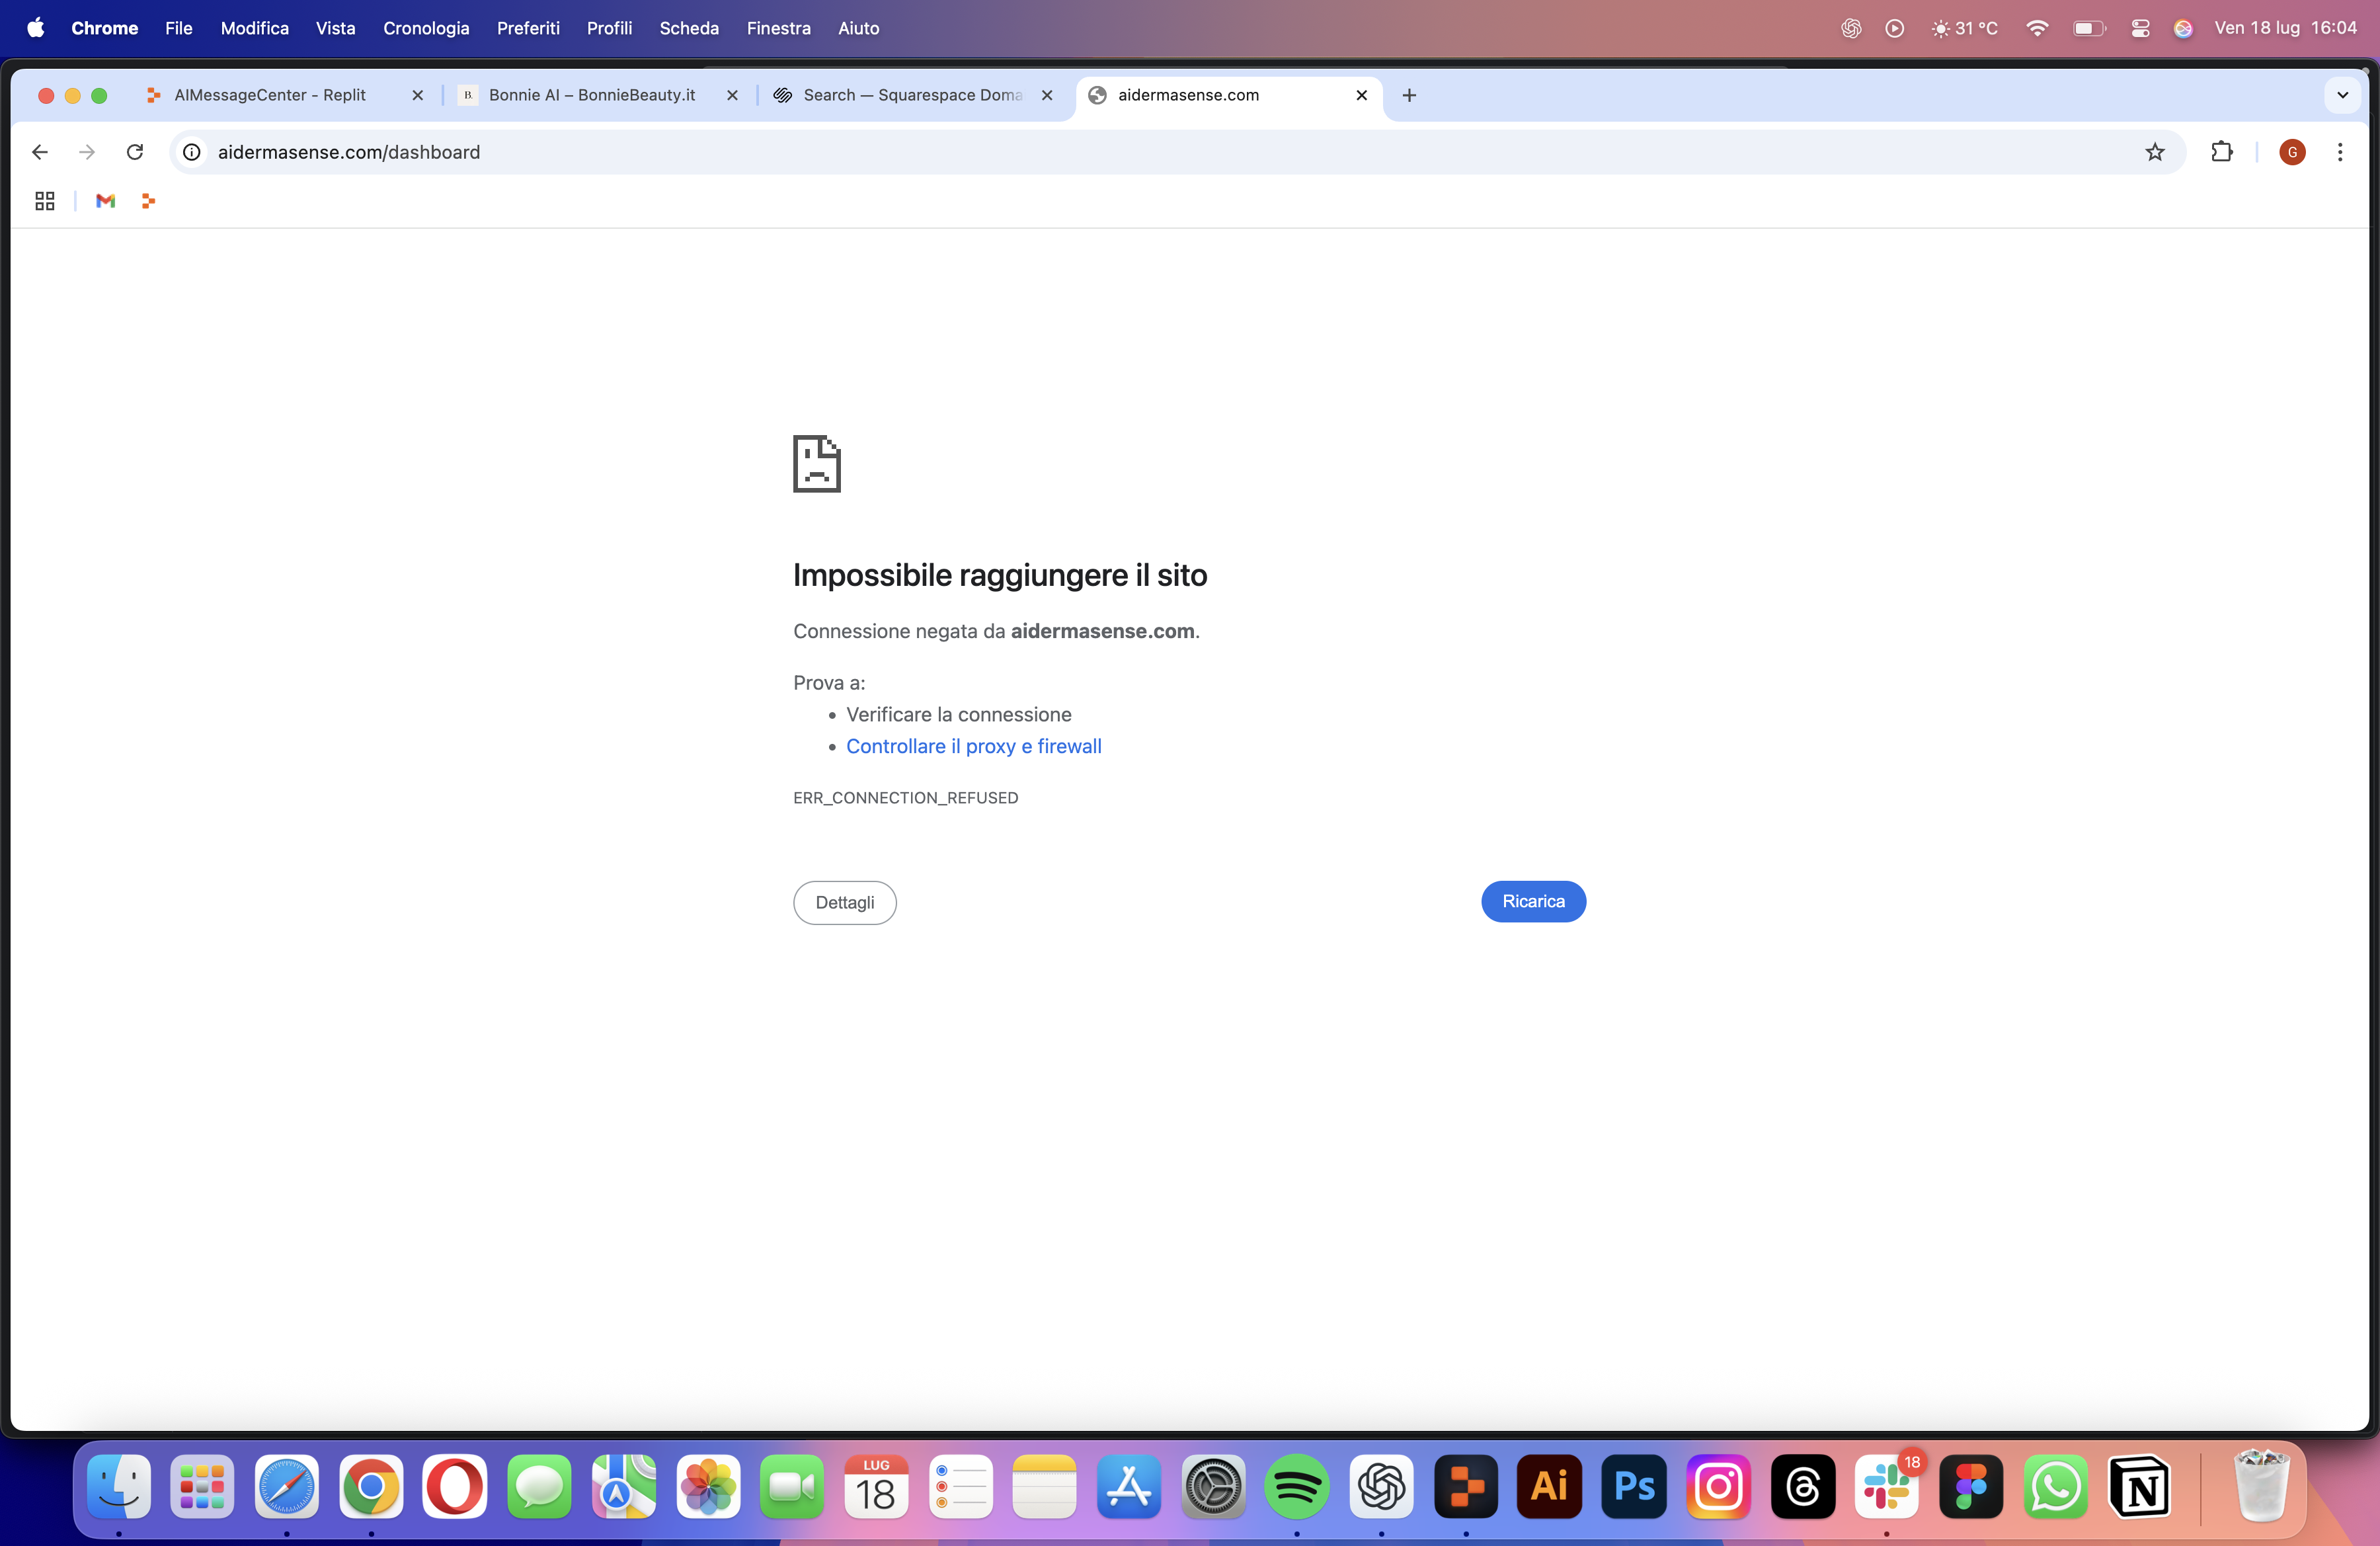 Chrome File Modifica Vista Cronologia Preferiti Profili Scheda Finestra Aiuto 31 °C Ven 18 lug 16:04
AIMessageCenter - Replit Bonnie AI – BonnieBeauty.it Search — Squarespace Doma aidermasense.com
aidermasense.com/dashboard G
Impossibile raggiungere il sito
Connessione negata da aidermasense.com.
Prova a:
• Verificare la connessione
• Controllare il proxy e firewall
ERR_CONNECTION_REFUSED
Dettagli Ricarica
LUG
18
Ai Ps 18